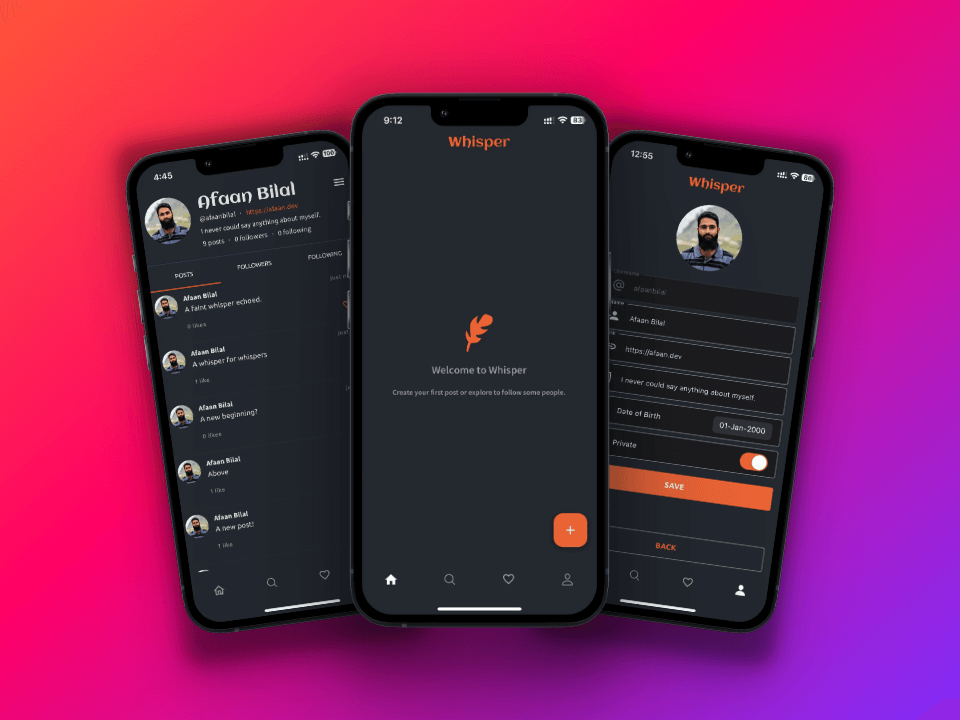 4:45
100
Afaan Bilal
@afaanbilal · https://afaan.dev
I never could say anything about myself.
9 posts · 0 followers · 0 following
POSTS FOLLOWERS FOLLOWING
Afaan Bilal
A faint whisper echoed.
0 likes
Afaan Bilal
A whisper for whispers
1 like
Afaan Bilal
A new beginning?
0 likes
Afaan Bilal
Above
1 like
Afaan Bilal
A new post!
1 like
9:12
83
Whisper
Welcome to Whisper
Create your first post or explore to follow some people.
+
12:55
Whisper
@ afaanbilal
Afaan Bilal
https://afaan.dev
I never could say anything about myself.
Date of Birth 01-Jan-2000
Private
SAVE
BACK